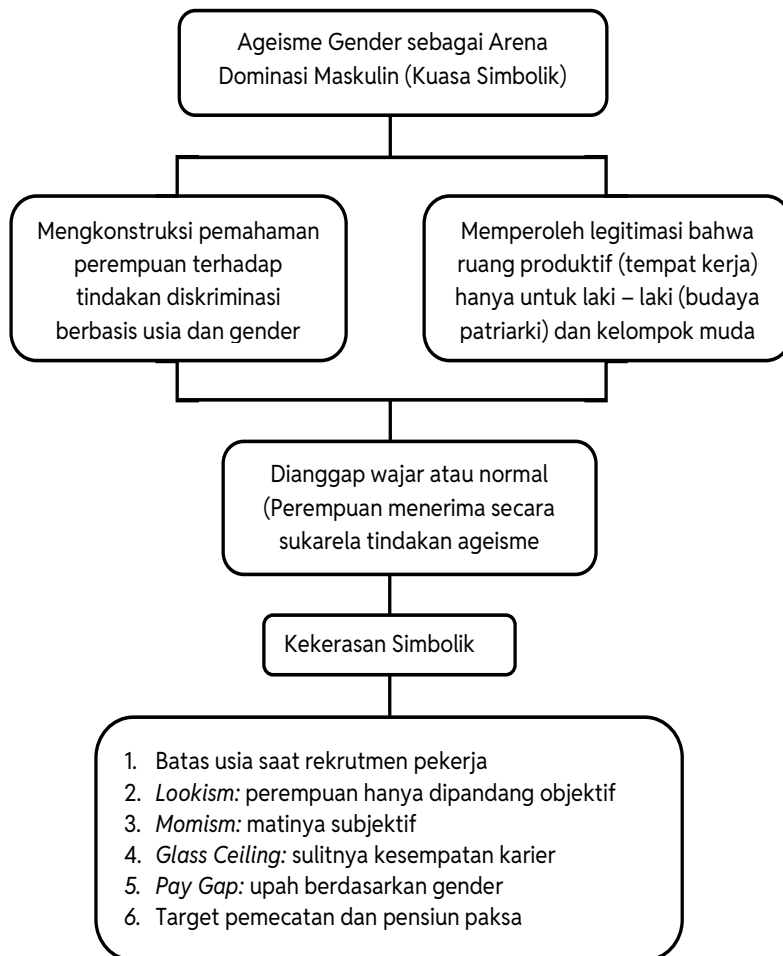 Ageisme Gender sebagai Arena
Dominasi Maskulin (Kuasa Simbolik)
Mengkonstruksi pemahaman
perempuan terhadap
tindakan diskriminasi
berbasis usia dan gender
Memperoleh legitimasi bahwa
ruang produktif (tempat kerja)
hanya untuk laki – laki (budaya
patriarki) dan kelompok muda
Dianggap wajar atau normal
(Perempuan menerima secara
sukarela tindakan ageisme
Kekerasan Simbolik
1. Batas usia saat rekrutmen pekerja
2. Lookism: perempuan hanya dipandang objektif
3. Momism: matinya subjektif
4. Glass Ceiling: sulitnya kesempatan karier
5. Pay Gap: upah berdasarkan gender
6. Target pemecatan dan pensiun paksa